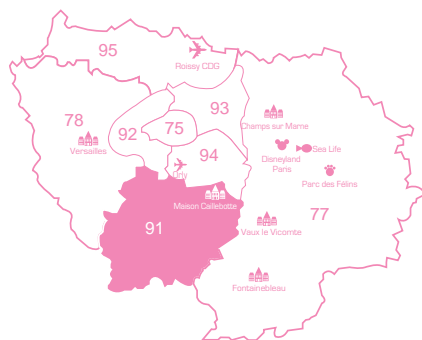 95
Roissy CDG
93
78
Champs sur Marne
92
75
Versailles
Sea Life
94
Disneyland
Paris
Orly
Parc des Félins
Maison Caillebotte
77
91
Vaux le Vicomte
Fontainebleau